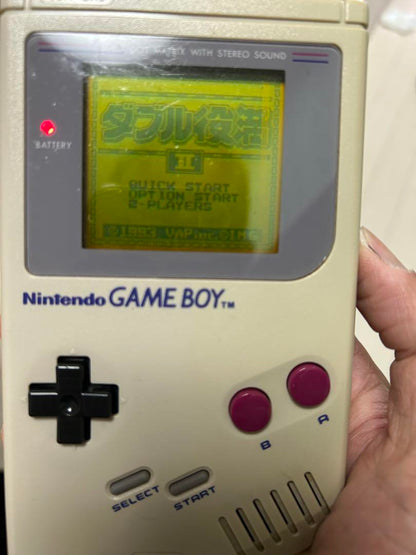 DOT MATRIX WITH STEREO SOUND
BATTERY
ダブル役満
II
QUICK START
OPTION START
2-PLAYERS
©1993 VAP inc.
Nintendo GAME BOY™
B A
SELECT START